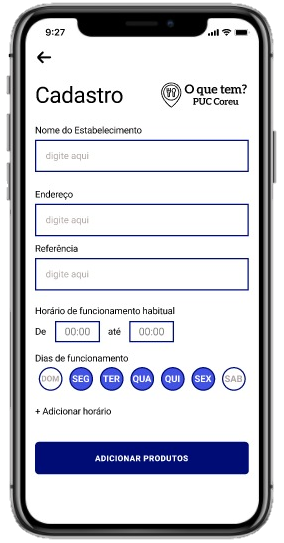 9:27
Cadastro
O que tem?
PUC Coreu
Nome do Estabelecimento
digite aqui
Endereço
digite aqui
Referência
digite aqui
Horário de funcionamento habitual
De 00:00 até 00:00
Dias de funcionamento
DOM SEG TER QUA QUI SEX SAB
+ Adicionar horário
ADICIONAR PRODUTOS